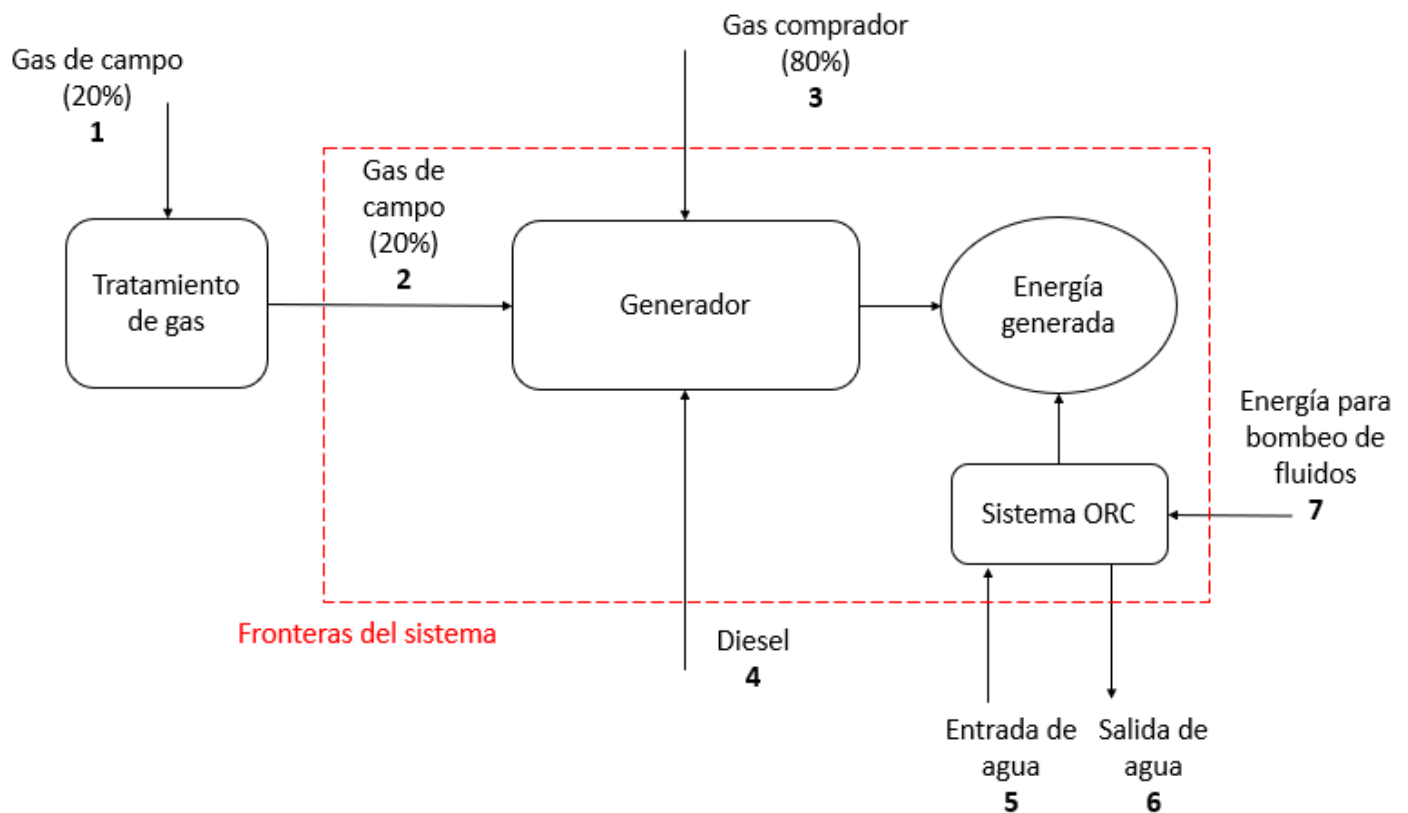 Gas de campo
(20%)
1
Gas comprador
(80%)
3
Gas de
campo
(20%)
2
Tratamiento
de gas
Generador
Energía
generada
Energía para
bombeo de
fluidos
7
Sistema ORC
Fronteras del sistema
Diesel
4
Entrada de
agua
5
Salida de
agua
6